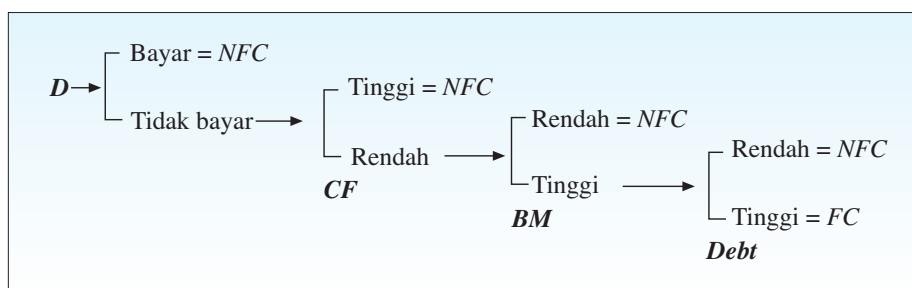 Bayar = NFC
D
Tidak bayar
Tinggi = NFC
Rendah
CF
Rendah = NFC
Tinggi
BM
Rendah = NFC
Tinggi = FC
Debt